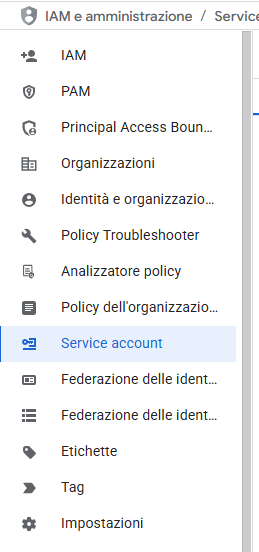 IAM e amministrazione / Service
IAM
PAM
Principal Access Boun...
Organizzazioni
Identità e organizzazio...
Policy Troubleshooter
Analizzatore policy
Policy dell'organizzazio...
Service account
Federazione delle ident...
Federazione delle ident...
Etichette
Tag
Impostazioni